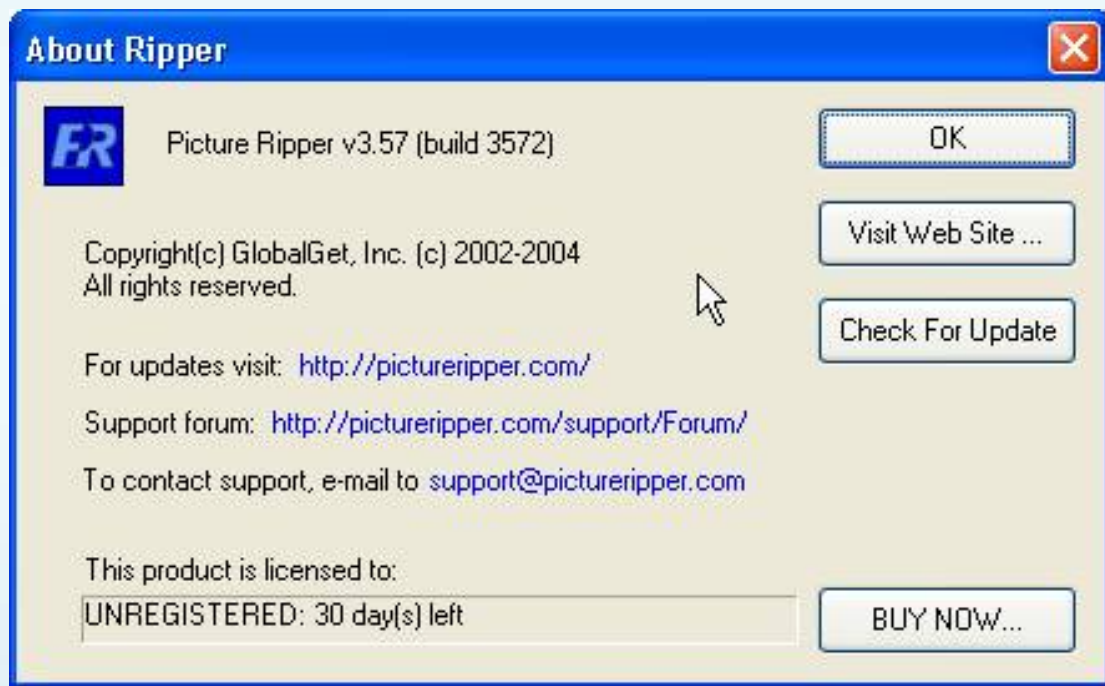 About Ripper
PR
Picture Ripper v3.57 (build 3572)
OK
Copyright(c) GlobalGet, Inc. (c) 2002-2004
All rights reserved.
Visit Web Site ...
Check For Update
For updates visit: http://pictureripper.com/
Support forum: http://pictureripper.com/support/Forum/
To contact support, e-mail to support@pictureripper.com
This product is licensed to:
UNREGISTERED: 30 day(s) left
BUY NOW...